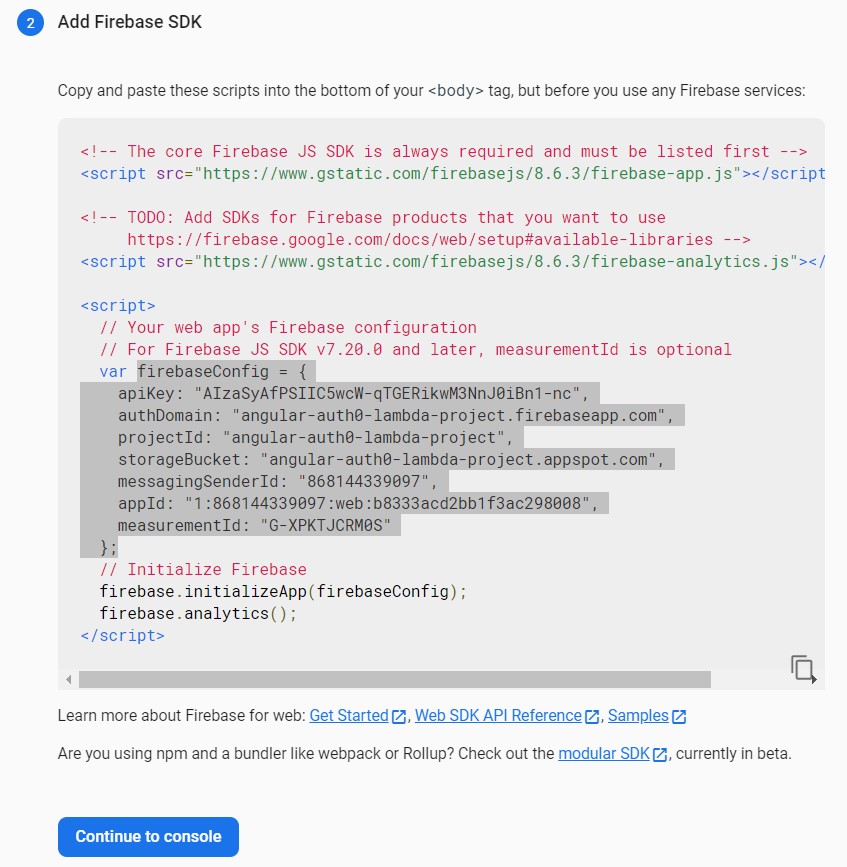 2 Add Firebase SDK
Copy and paste these scripts into the bottom of your <body> tag, but before you use any Firebase services:
<!-- The core Firebase JS SDK is always required and must be listed first -->
<script src="https://www.gstatic.com/firebasejs/8.6.3/firebase-app.js"></script
<!-- TODO: Add SDKs for Firebase products that you want to use
https://firebase.google.com/docs/web/setup#available-libraries -->
<script src="https://www.gstatic.com/firebasejs/8.6.3/firebase-analytics.js"></
<script>
// Your web app's Firebase configuration
// For Firebase JS SDK v7.20.0 and later, measurementId is optional
var firebaseConfig = {
apiKey: "AIzaSyAfPSIIC5wcW-qTGERikwM3NnJ0iBn1-nc",
authDomain: "angular-auth0-lambda-project.firebaseapp.com",
projectId: "angular-auth0-lambda-project",
storageBucket: "angular-auth0-lambda-project.appspot.com",
messagingSenderId: "868144339097",
appId: "1:868144339097:web:b8333acd2bb1f3ac298008",
measurementId: "G-XPKTJCRM0S"
};
// Initialize Firebase
firebase.initializeApp(firebaseConfig);
firebase.analytics();
</script>
Learn more about Firebase for web: Get Started, Web SDK API Reference, Samples
Are you using npm and a bundler like webpack or Rollup? Check out the modular SDK, currently in beta.
Continue to console